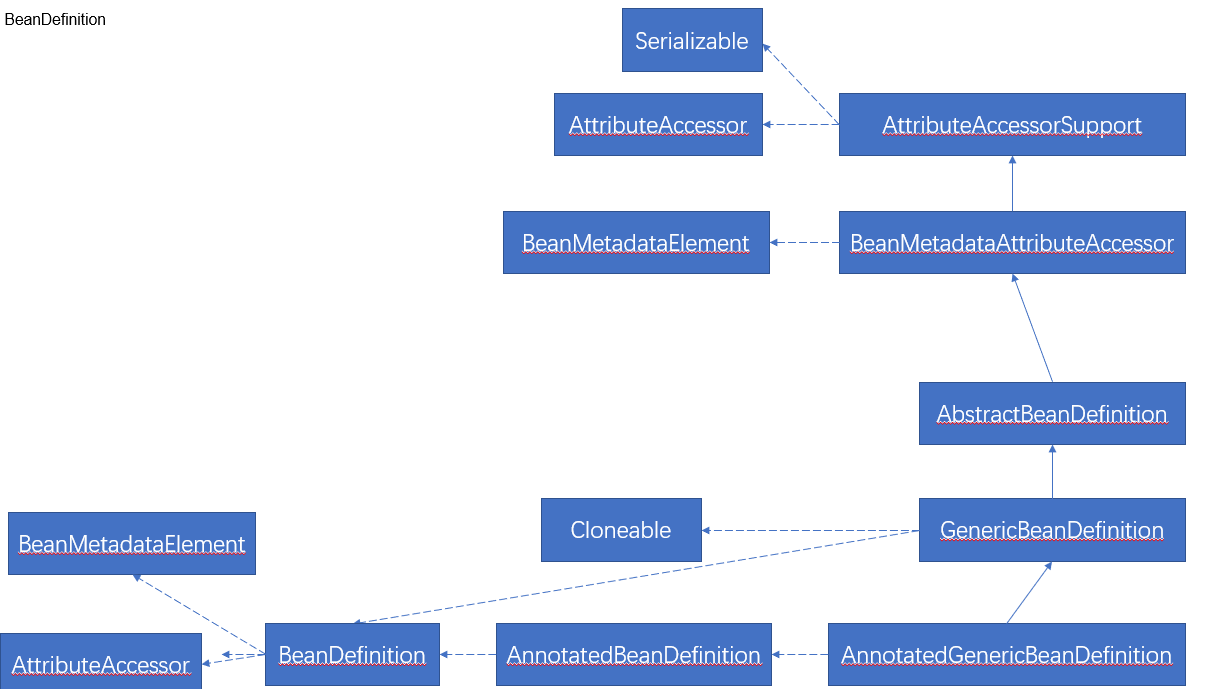 BeanDefinition
Serializable
AttributeAccessor
AttributeAccessorSupport
BeanMetadataElement
BeanMetadataAttributeAccessor
AbstractBeanDefinition
Cloneable
GenericBeanDefinition
BeanMetadataElement
AttributeAccessor
BeanDefinition
AnnotatedBeanDefinition
AnnotatedGenericBeanDefinition